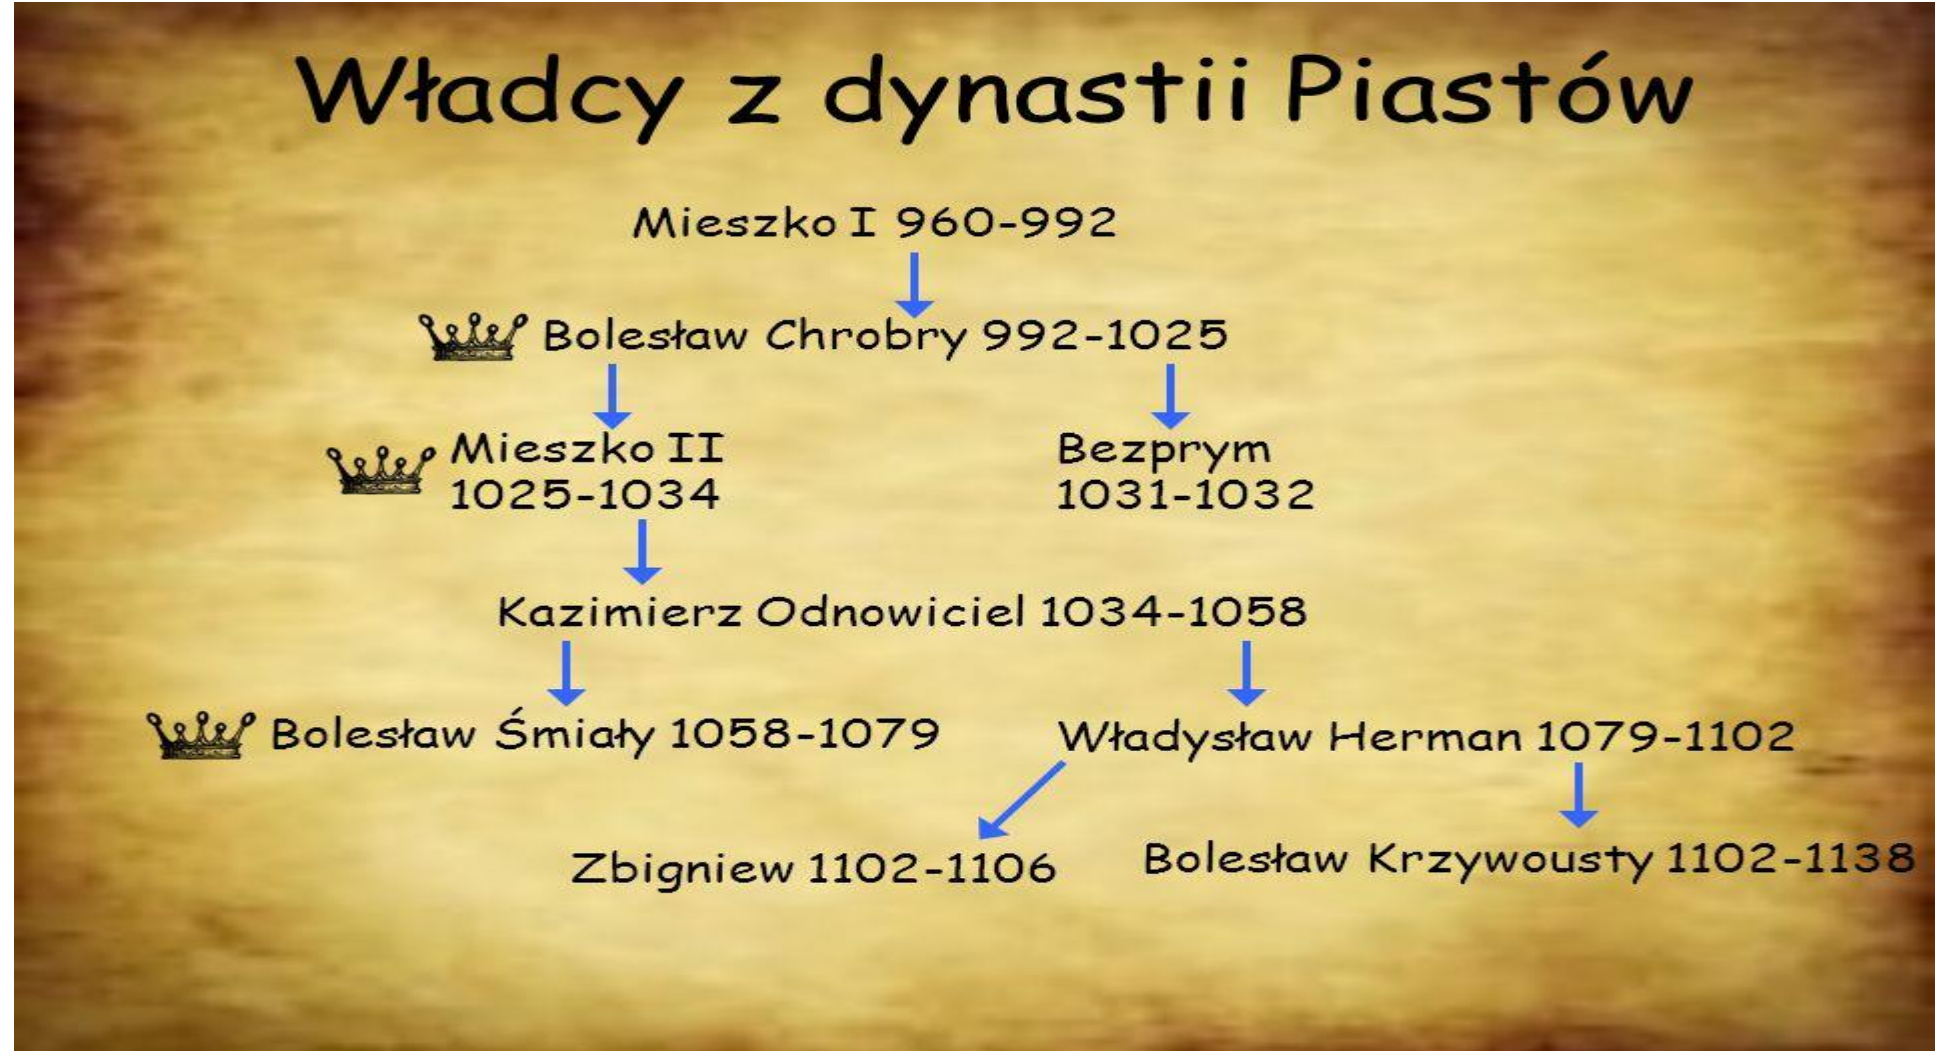 Władcy z dynastii Piastów
Mieszko I 960-992
Bolesław Chrobry 992-1025
Mieszko II
1025-1034
Bezprym
1031-1032
Kazimierz Odnowiciel 1034-1058
Bolesław Śmiały 1058-1079
Władysław Herman 1079-1102
Zbigniew 1102-1106
Bolesław Krzywousty 1102-1138